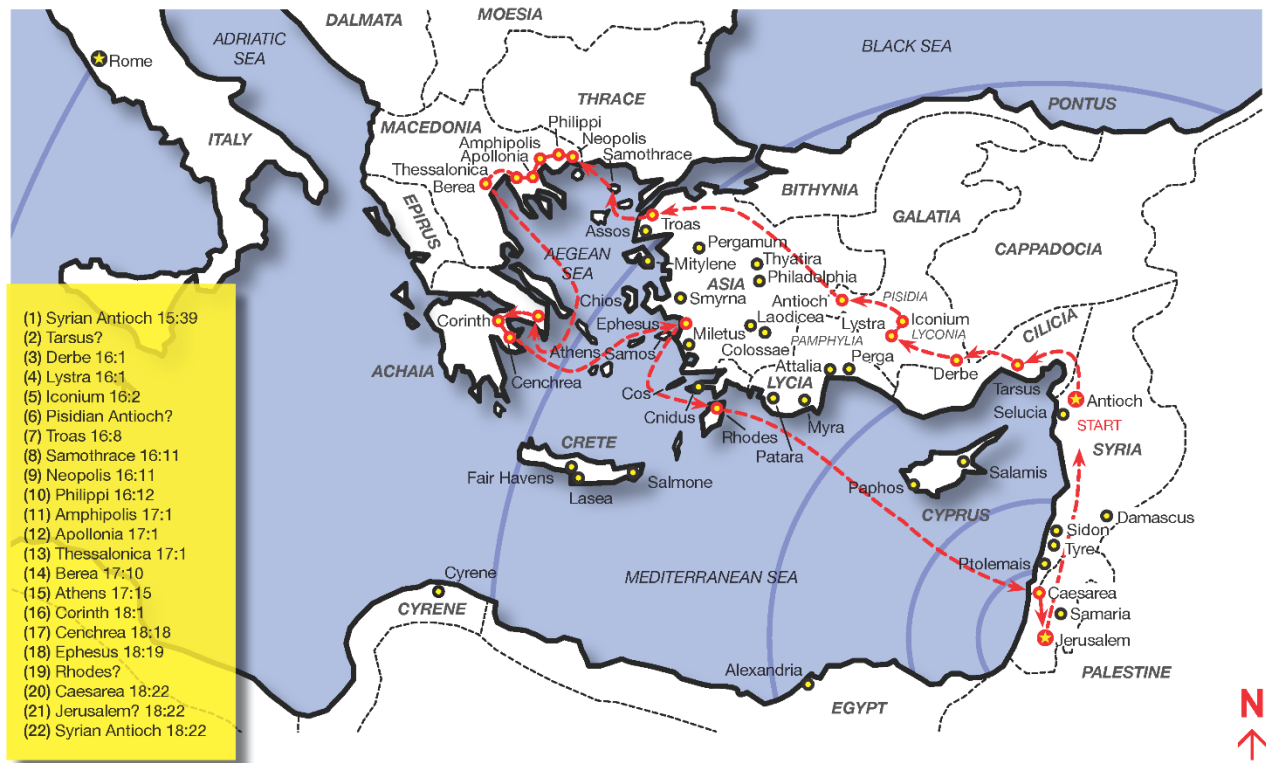 DALMATA
MOESIA
ADRIATIC
SEA
BLACK SEA
Rome
ITALY
THRACE
PONTUS
MACEDONIA
Philippi
Neopolis
Amphipolis
Apollonia
Samothrace
Thessalonica
Berea
BITHYNIA
EPIRUS
GALATIA
Assos
Troas
CAPPADOCIA
AEGEAN
SEA
Pergamum
Mitylene
Thyatira
Philadelphia
ASIA
Smyrna
Chios
Antioch
PISIDIA
Corinth
Ephesus
Laodicea
Lystra
Iconium
LYCONIA
CILICIA
Miletus
PAMPHYLIA
Colossae
Athens
Samos
Attalia
Perga
Derbe
ACHAIA
Cenchrea
Cos
LYCIA
Tarsus
Antioch
Cnidus
Selucia
START
Myra
Rhodes
Patara
SYRIA
CRETE
Fair Havens
Lasea
Salmone
Salamis
Paphos
CYPRUS
Damascus
Sidon
Tyre
Ptolemais
MEDITERRANEAN SEA
Cyrene
CYRENE
Caesarea
Samaria
Jerusalem
Alexandria
PALESTINE
EGYPT
N
(1) Syrian Antioch 15:39
(2) Tarsus?
(3) Derbe 16:1
(4) Lystra 16:1
(5) Iconium 16:2
(6) Pisidian Antioch?
(7) Troas 16:8
(8) Samothrace 16:11
(9) Neopolis 16:11
(10) Philippi 16:12
(11) Amphipolis 17:1
(12) Apollonia 17:1
(13) Thessalonica 17:1
(14) Berea 17:10
(15) Athens 17:15
(16) Corinth 18:1
(17) Cenchrea 18:18
(18) Ephesus 18:19
(19) Rhodes?
(20) Caesarea 18:22
(21) Jerusalem? 18:22
(22) Syrian Antioch 18:22